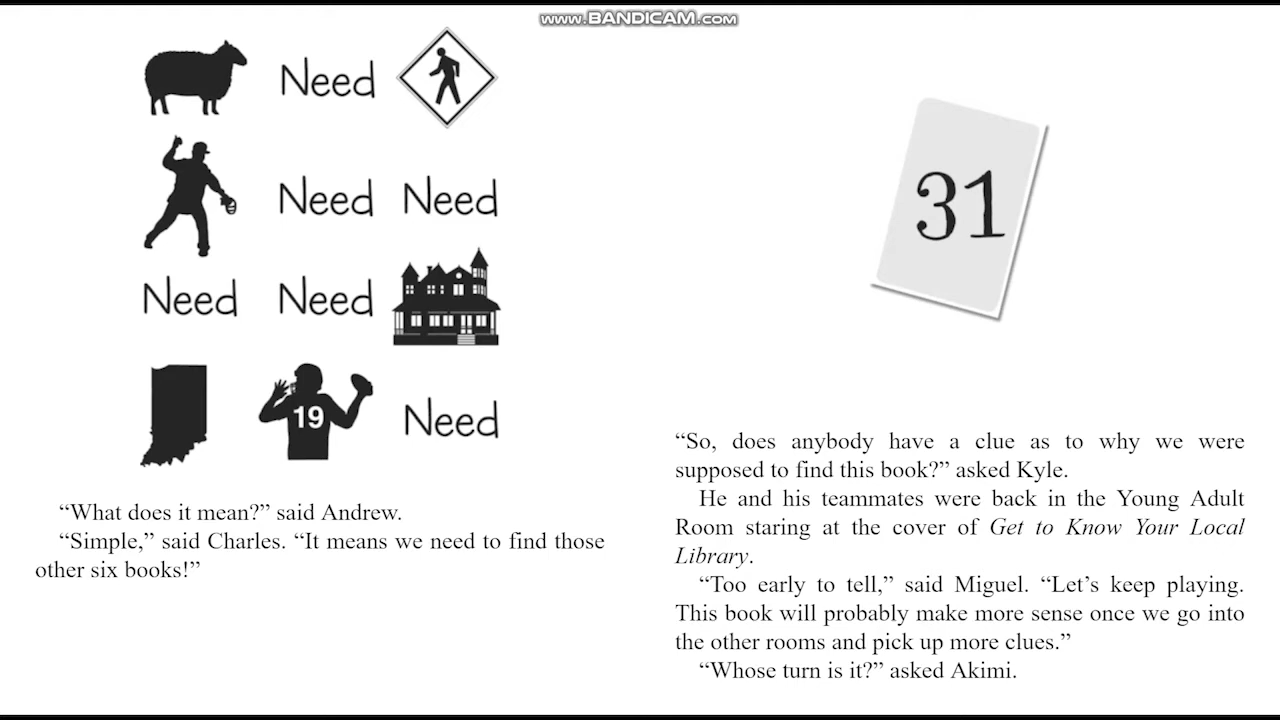 www.BANDICAM.com
Need
Need Need
Need Need
19 Need
“What does it mean?” said Andrew.
“Simple,” said Charles. “It means we need to find those
other six books!”
31
“So, does anybody have a clue as to why we were
supposed to find this book?” asked Kyle.
He and his teammates were back in the Young Adult
Room staring at the cover of Get to Know Your Local
Library.
“Too early to tell,” said Miguel. “Let’s keep playing.
This book will probably make more sense once we go into
the other rooms and pick up more clues.”
“Whose turn is it?” asked Akimi.